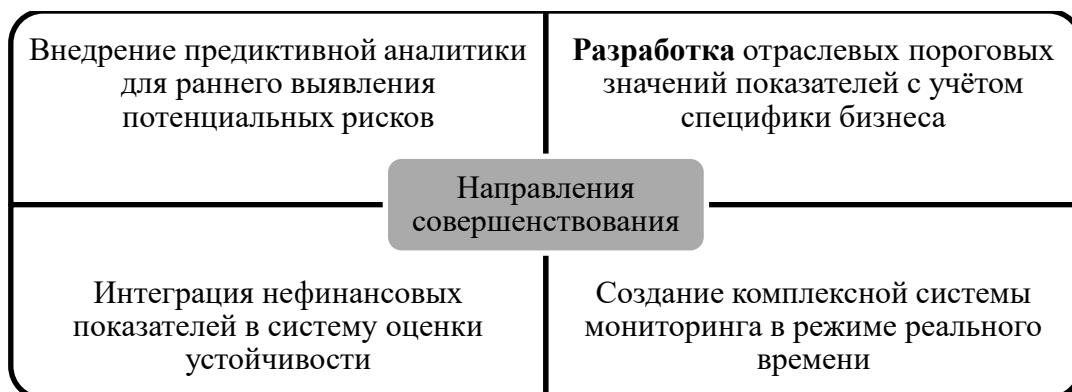 Внедрение предиктивной аналитики
для раннего выявления
потенциальных рисков
Разработка отраслевых пороговых
значений показателей с учётом
специфики бизнеса
Направления
совершенствования
Интеграция нефинансовых
показателей в систему оценки
устойчивости
Создание комплексной системы
мониторинга в режиме реального
времени